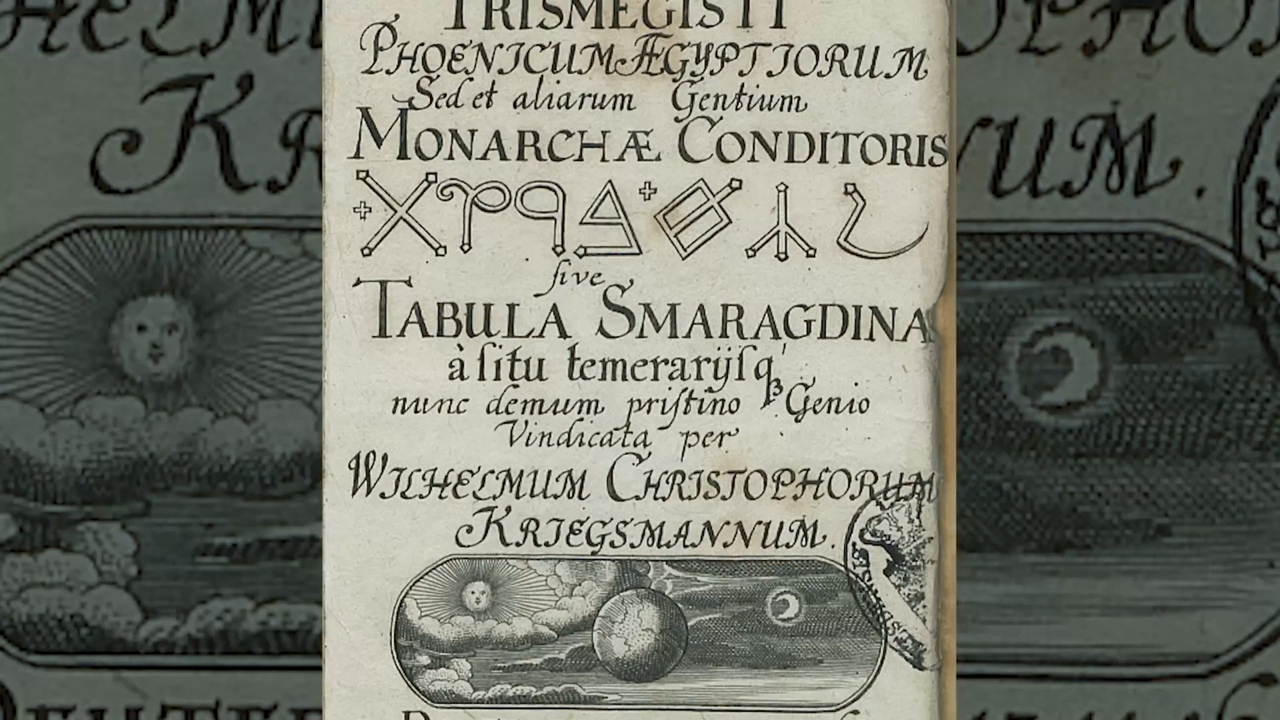 TRISMEGISTI
PHOENICUM ÆGYPTIORUM
Sed et aliarum Gentium
MONARCHÆ CONDITORIS
sive
TABULA SMARAGDINA
à situ temerarijsq́ꝫ
nunc demum pristino Genio
Vindicata per
WILHELMUM CHRISTOPHORUM
KRIEGSMANNUM.